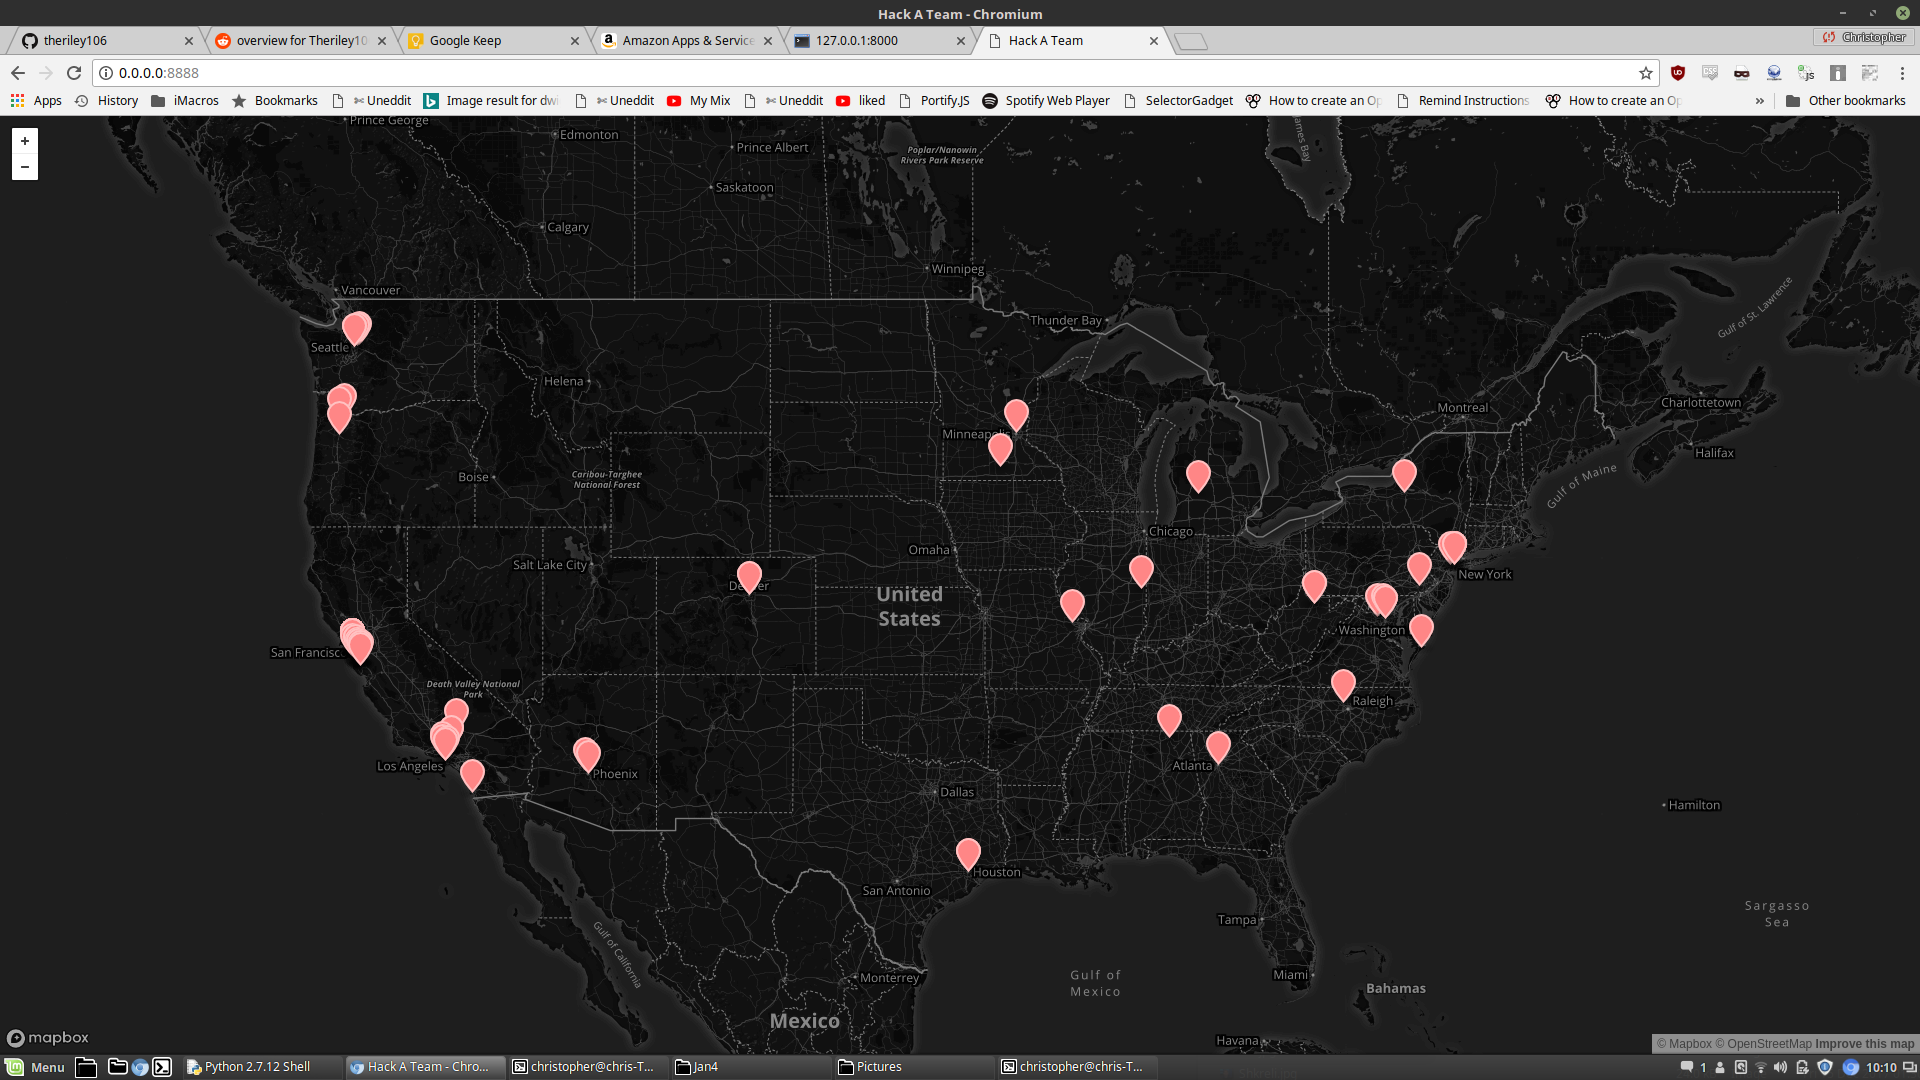 Hack A Team - Chromium
theriley106
overview for Theriley10
Google Keep
Amazon Apps & Service
127.0.0.1:8000
Hack A Team
Christopher
0.0.0.0:8888
Apps
History
iMacros
Bookmarks
✂Uneddit
Image result for dwi
✂Uneddit
My Mix
✂Uneddit
liked
Portify.JS
Spotify Web Player
SelectorGadget
How to create an Op
Remind Instructions
How to create an Op
»
Other bookmarks
+
−
Prince George
Edmonton
Prince Albert
Poplar/Nanowin
Rivers Park Reserve
James Bay
Saskatoon
Calgary
Winnipeg
Vancouver
Gulf of St. Lawrence
Thunder Bay
Seattle
Helena
Charlottetown
Montreal
Minneapolis
Halifax
Boise
Caribou-Targhee
National Forest
Gulf of Maine
Chicago
Omaha
Salt Lake City
New York
Denver
United
States
Washington
San Francisco
Death Valley National
Park
Raleigh
Los Angeles
Phoenix
Atlanta
Dallas
Hamilton
Houston
San Antonio
Sargasso
Sea
Tampa
Gulf of California
Gulf of
Mexico
Miami
Monterrey
Bahamas
Mexico
Havana
mapbox
© Mapbox © OpenStreetMap Improve this map
Menu
Python 2.7.12 Shell
Hack A Team - Chro...
christopher@chris-T...
Jan4
Pictures
christopher@chris-T...
1
10:10